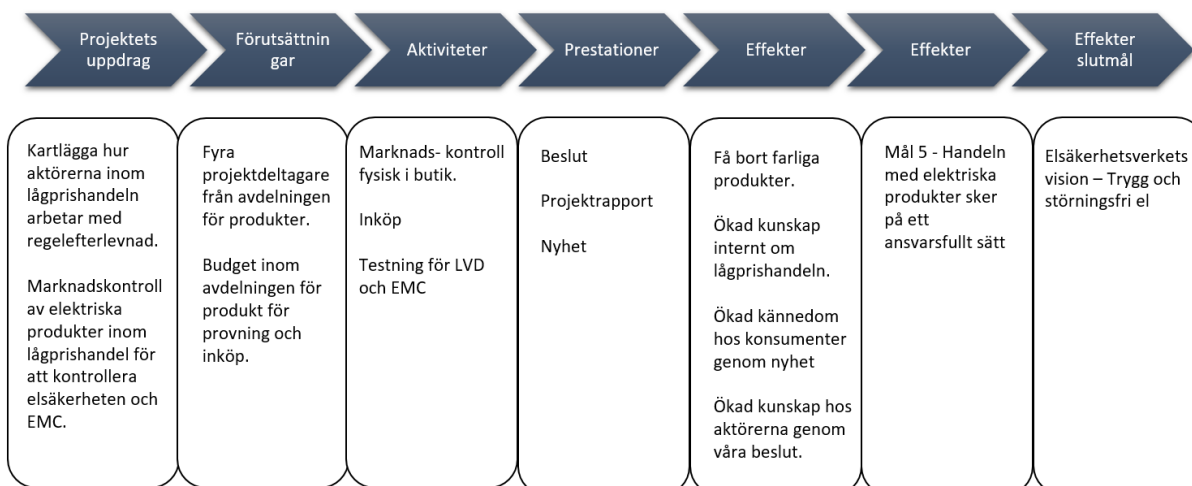 Projektets
uppdrag
Förutsättnin
gar
Aktiviteter
Prestationer
Effekter
Effekter
Effekter
slutmål
Kartlägga hur
aktörerna inom
lågprishandeln
arbetar med
regelefterlevnad.
Marknadskontroll
av elektriska
produkter inom
lågprishandel för
att kontrollera
elsäkerheten och
EMC.
Fyra
projektdeltagare
från avdelningen
för produkter.
Budget inom
avdelningen för
produkt för
provning och
inköp.
Marknads- kontroll
fysisk i butik.
Inköp
Testning för LVD
och EMC
Beslut
Projektrapport
Nyhet
Få bort farliga
produkter.
Ökad kunskap
internt om
lågprishandeln.
Ökad kännedom
hos konsumenter
genom nyhet
Ökad kunskap hos
aktörerna genom
våra beslut.
Mål 5 - Handeln
med elektriska
produkter sker
på ett
ansvarsfullt sätt
Elsäkerhetsverkets
vision – Trygg och
störningsfri el